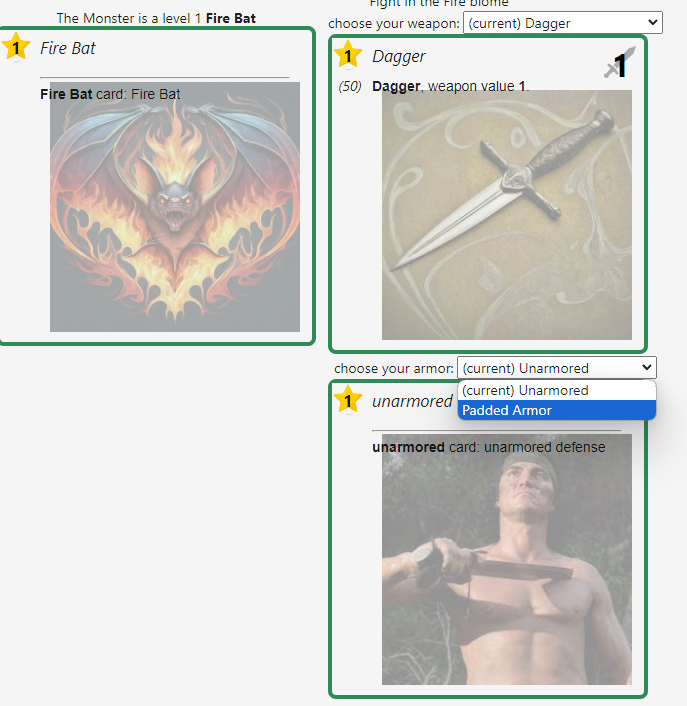 Fight in the Fire biome
The Monster is a level 1 Fire Bat
choose your weapon: (current) Dagger
1 Fire Bat
Fire Bat card: Fire Bat
1 Dagger 1
(50) Dagger, weapon value 1.
choose your armor: (current) Unarmored
(current) Unarmored
Padded Armor
1 unarmored
unarmored card: unarmored defense